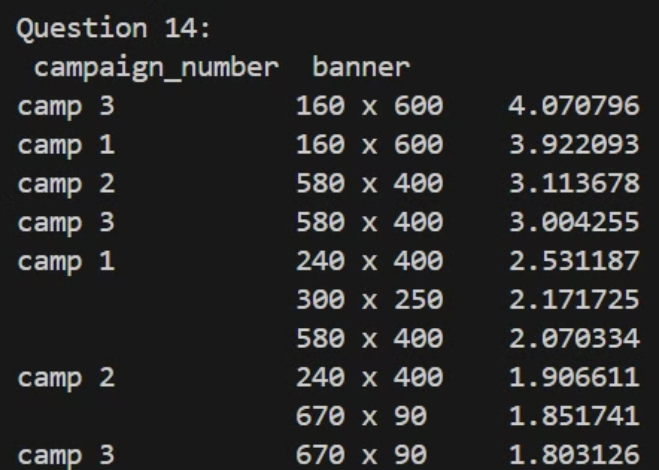 Question 14:
campaign_number  banner
camp 3           160 x 600    4.070796
camp 1           160 x 600    3.922093
camp 2           580 x 400    3.113678
camp 3           580 x 400    3.004255
camp 1           240 x 400    2.531187
                 300 x 250    2.171725
                 580 x 400    2.070334
camp 2           240 x 400    1.906611
                 670 x 90     1.851741
camp 3           670 x 90     1.803126